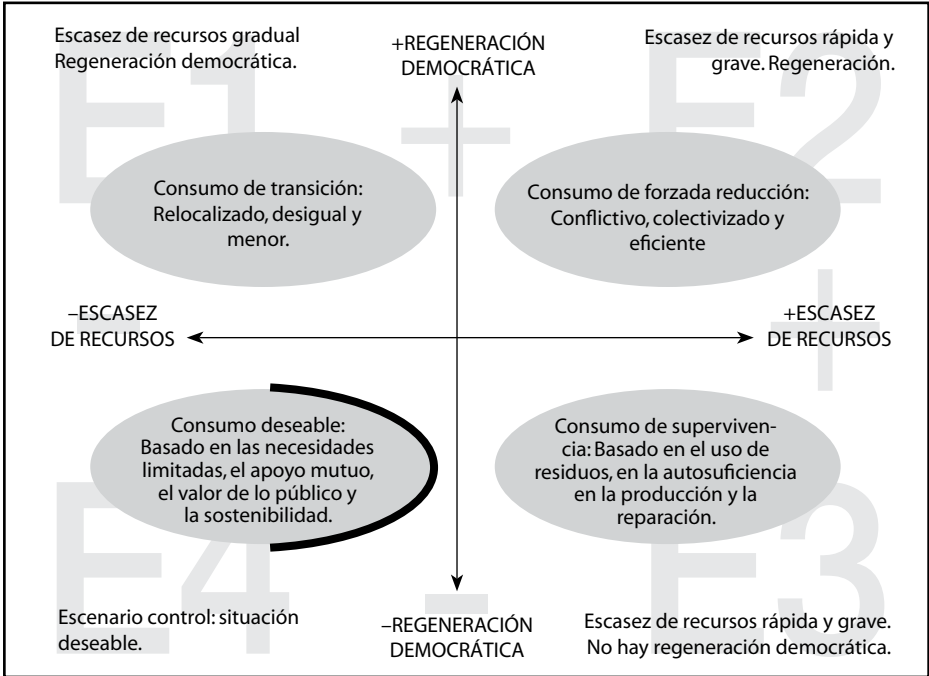 Escasez de recursos gradual
Regeneración democrática.
+REGENERACIÓN
DEMOCRÁTICA
Escasez de recursos rápida y
grave. Regeneración.
E1
+
E2
Consumo de transición:
Relocalizado, desigual y
menor.
Consumo de forzada reducción:
Conflictivo, colectivizado y
eficiente
–ESCASEZ
DE RECURSOS
–
+ESCASEZ
DE RECURSOS
+
Consumo deseable:
Basado en las necesidades
limitadas, el apoyo mutuo,
el valor de lo público y
la sostenibilidad.
Consumo de superviven-
cia: Basado en el uso de
residuos, en la autosuficiencia
en la producción y la
reparación.
E4
–
E3
Escenario control: situación
deseable.
–REGENERACIÓN
DEMOCRÁTICA
Escasez de recursos rápida y grave.
No hay regeneración democrática.